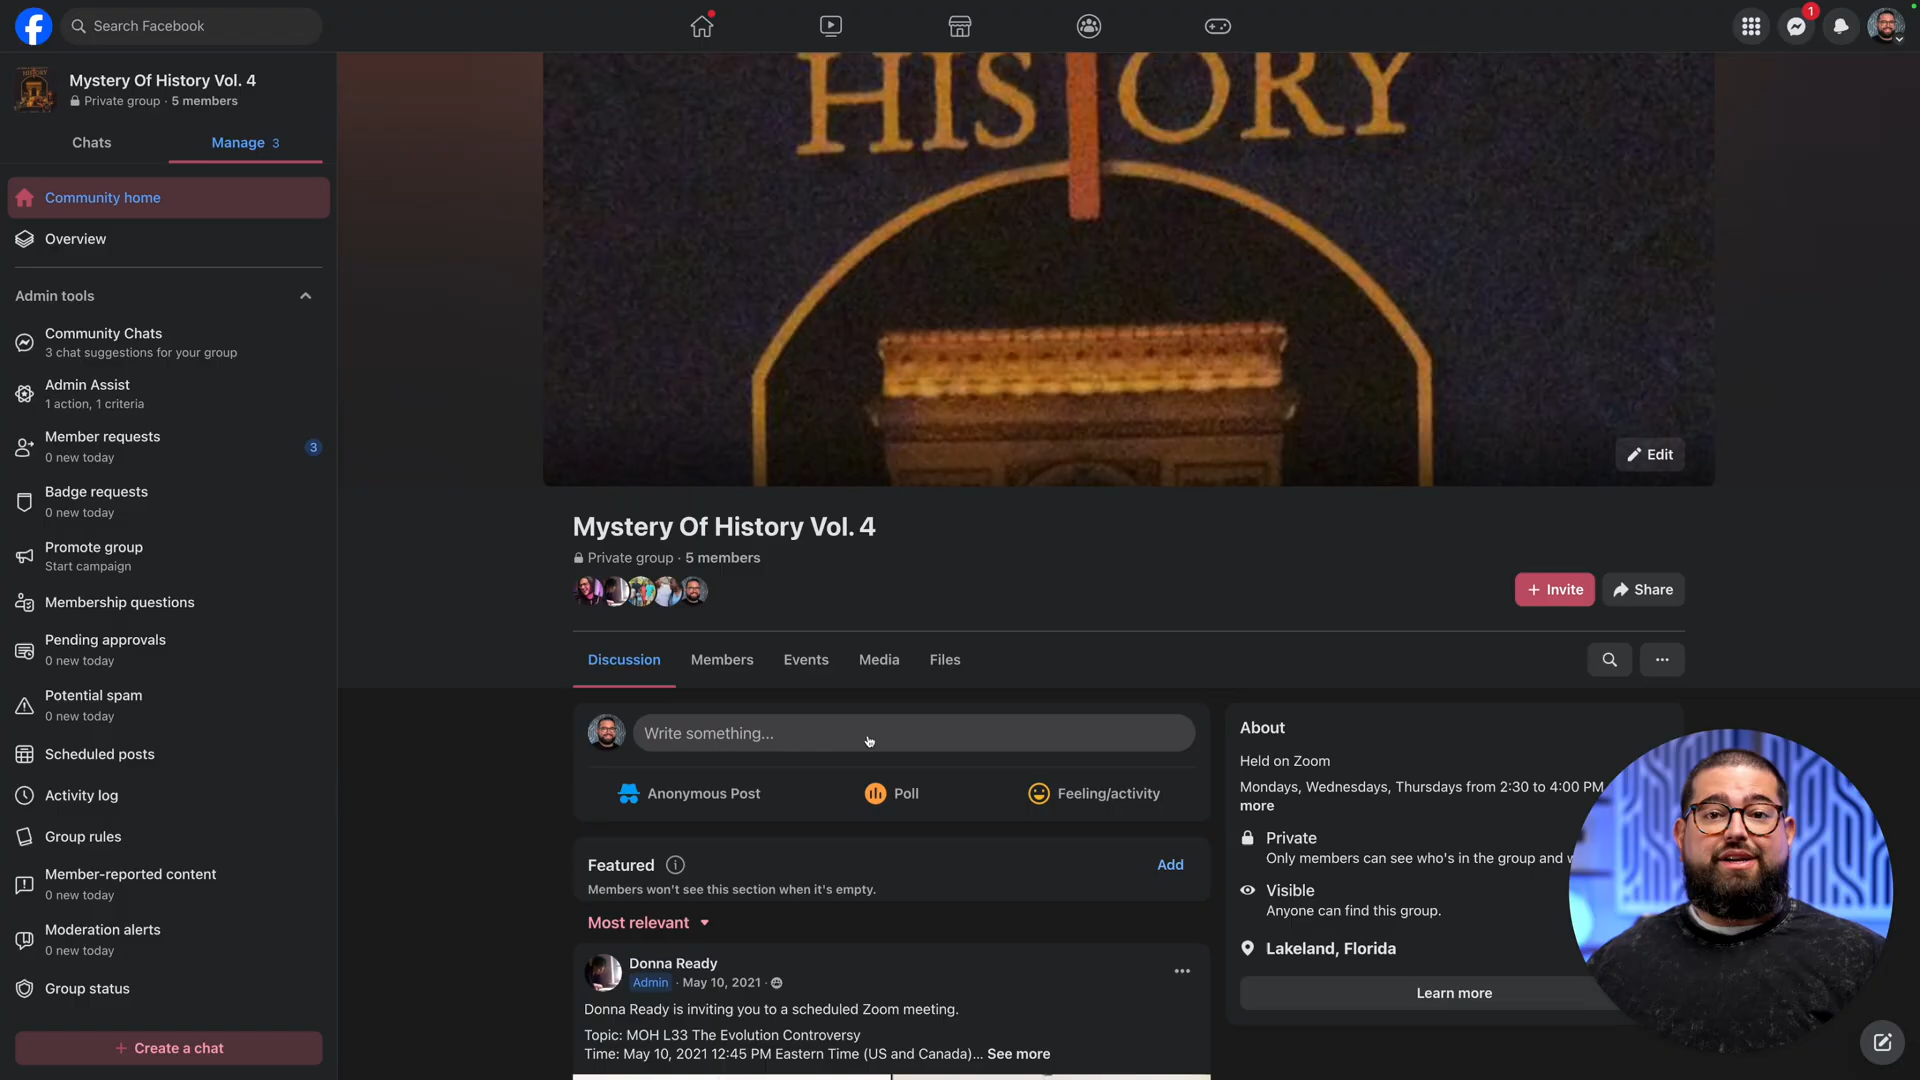 Search Facebook
1
HISTORY
Mystery Of History Vol. 4
Private group · 5 members
Chats
Manage 3
Community home
Overview
Admin tools
Community Chats
3 chat suggestions for your group
Admin Assist
1 action, 1 criteria
Member requests
0 new today
3
Badge requests
0 new today
Promote group
Start campaign
Membership questions
Pending approvals
0 new today
Potential spam
0 new today
Scheduled posts
Activity log
Group rules
Member-reported content
0 new today
Moderation alerts
0 new today
Group status
+ Create a chat
HISTORY
Edit
Mystery Of History Vol. 4
Private group · 5 members
+ Invite
Share
Discussion
Members
Events
Media
Files
Write something...
Anonymous Post
Poll
Feeling/activity
Featured
Add
Members won't see this section when it's empty.
Most relevant
Donna Ready
Admin · May 10, 2021 ·
Donna Ready is inviting you to a scheduled Zoom meeting.
Topic: MOH L33 The Evolution Controversy
Time: May 10, 2021 12:45 PM Eastern Time (US and Canada)... See more
About
Held on Zoom
Mondays, Wednesdays, Thursdays from 2:30 to 4:00 PM
more
Private
Only members can see who's in the group and
Visible
Anyone can find this group.
Lakeland, Florida
Learn more